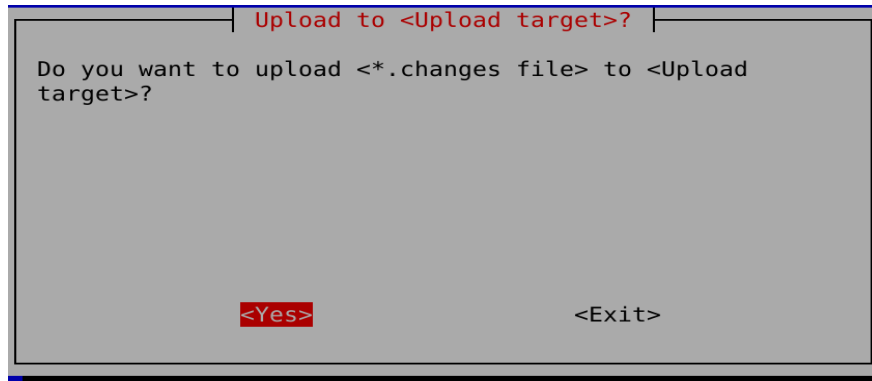 Upload to <Upload target>?
Do you want to upload <*.changes file> to <Upload
target>?
<Yes> <Exit>